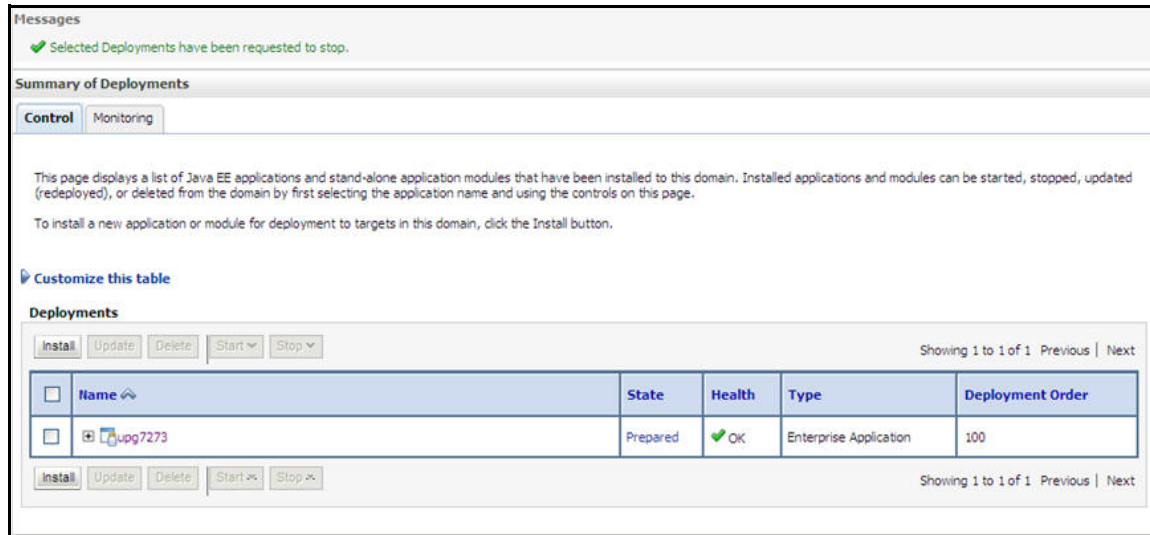 Messages
Selected Deployments have been requested to stop.
Summary of Deployments
Control Monitoring
This page displays a list of Java EE applications and stand-alone application modules that have been installed to this domain. Installed applications and modules can be started, stopped, updated
(redeployed), or deleted from the domain by first selecting the application name and using the controls on this page.
To install a new application or module for deployment to targets in this domain, click the Install button.
Customize this table
Deployments
Install Update Delete Start Stop Showing 1 to 1 of 1 Previous | Next
Name State Health Type Deployment Order
upg7273 Prepared OK Enterprise Application 100
Install Update Delete Start Stop Showing 1 to 1 of 1 Previous | Next